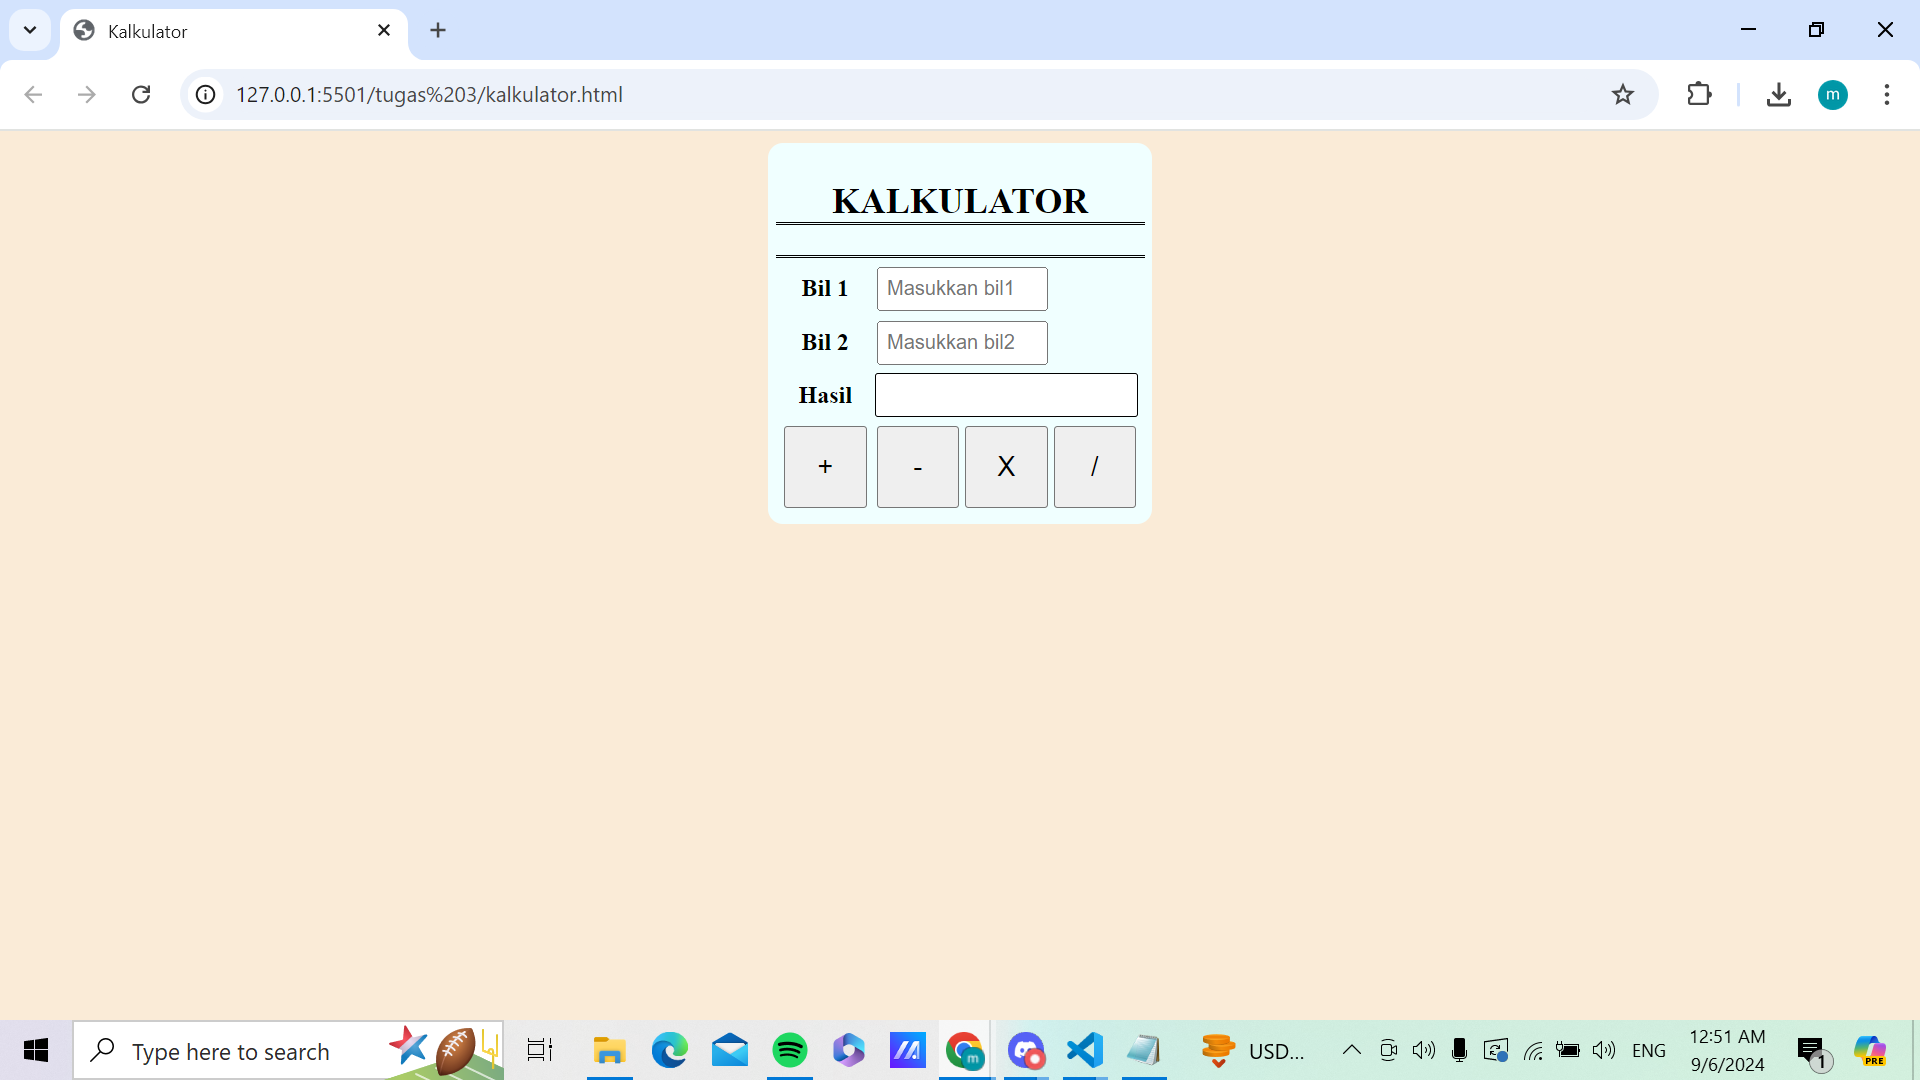 Kalkulator
127.0.0.1:5501/tugas%203/kalkulator.html
m
KALKULATOR
Bil 1 Masukkan bil1
Bil 2 Masukkan bil2
Hasil
+ - X /
Type here to search
m
USD...
ENG
12:51 AM
9/6/2024
1
PRE